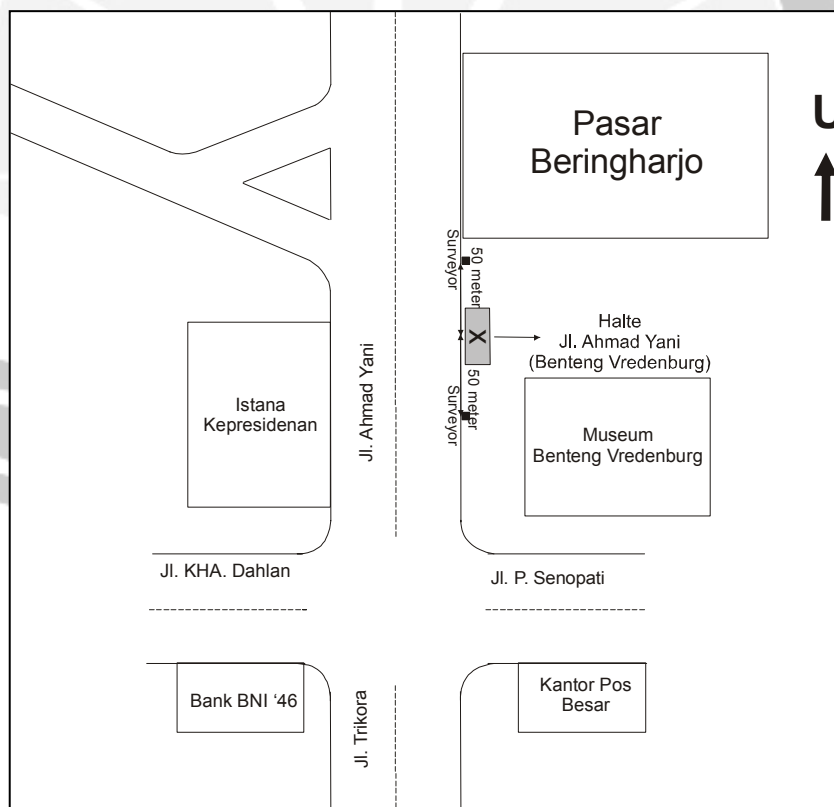 Pasar
Beringharjo
U
Surveyor
50 meter
X
Halte
Jl. Ahmad Yani
(Benteng Vredenburg)
50 meter
Surveyor
Jl. Ahmad Yani
Istana
Kepresidenan
Museum
Benteng Vredenburg
Jl. KHA. Dahlan
Jl. P. Senopati
Bank BNI ‘46
Jl. Trikora
Kantor Pos
Besar